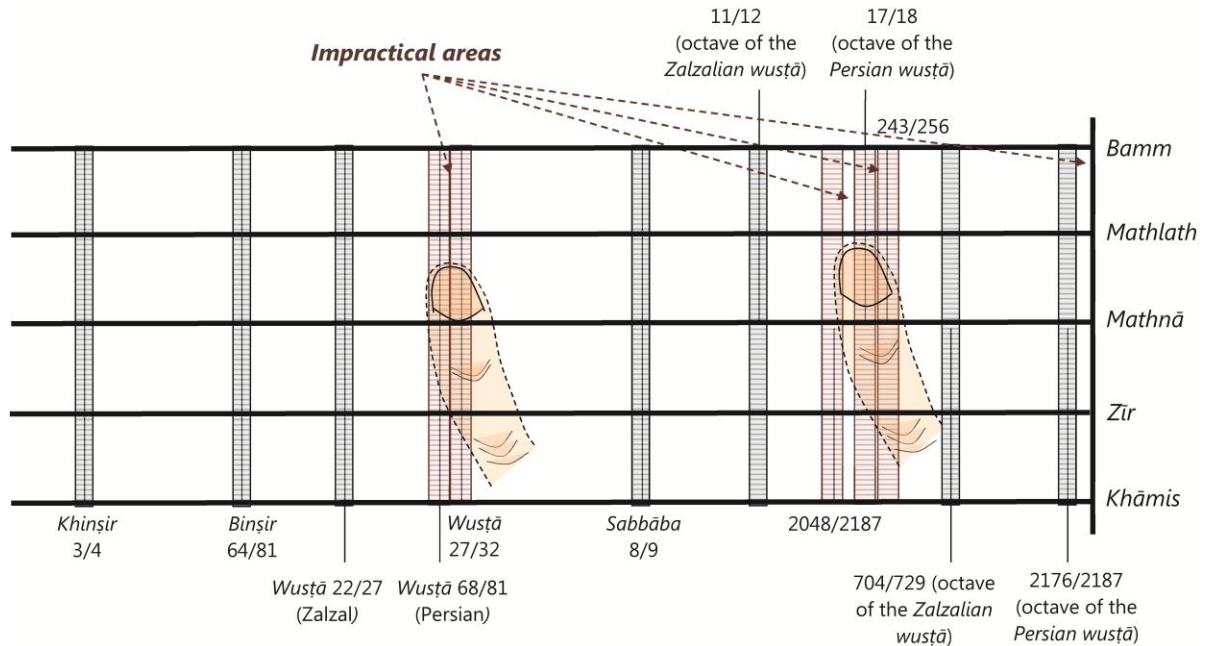 11/12
(octave of the
Zalzalian wusṭā)
17/18
(octave of the
Persian wusṭā)
Impractical areas
243/256
Bamm
Mathlath
Mathnā
Zīr
Khāmis
Khinṣir
3/4
Binṣir
64/81
Wusṭā
27/32
Sabbāba
8/9
2048/2187
Wusṭā 22/27
(Zalzal)
Wusṭā 68/81
(Persian)
704/729 (octave
of the Zalzalian
wusṭā)
2176/2187
(octave of the
Persian wusṭā)